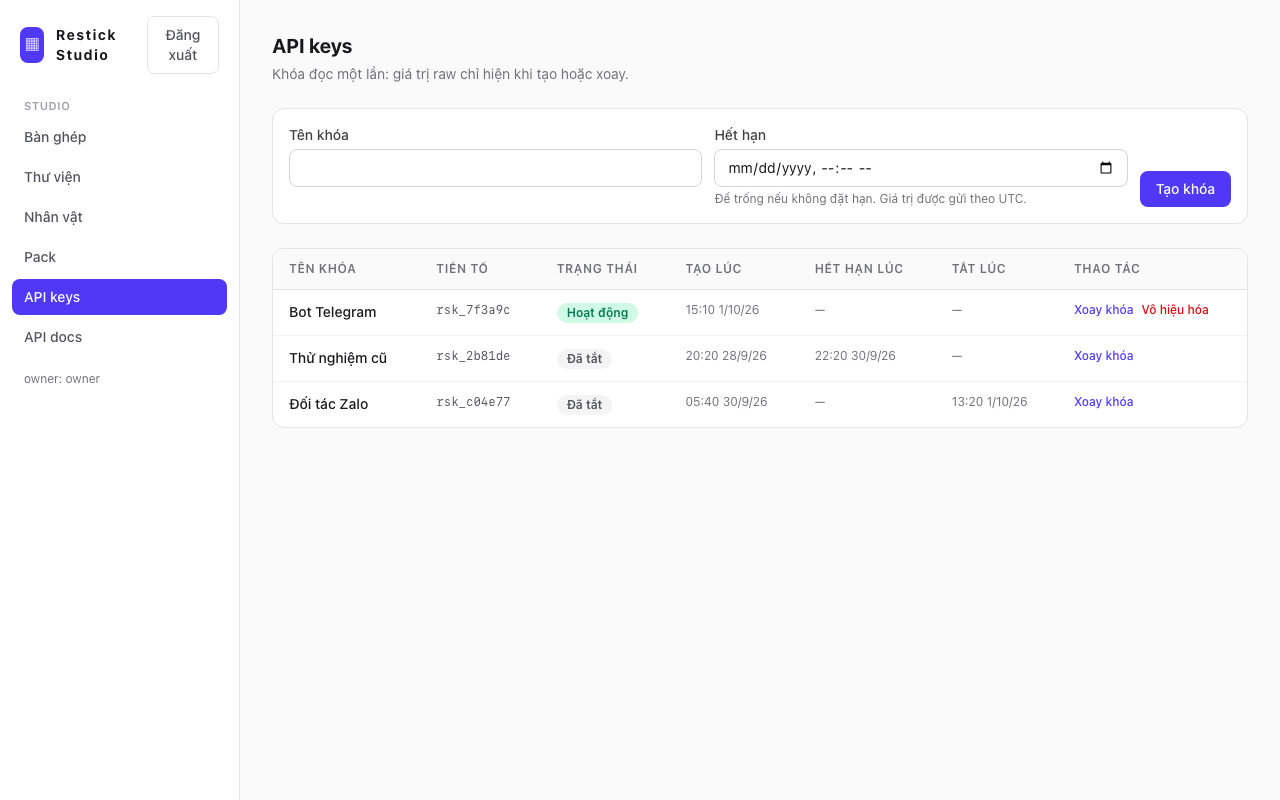 Restick
Studio
Đăng
xuất
STUDIO
Bàn ghép
Thư viện
Nhân vật
Pack
API keys
API docs
owner: owner
API keys
Khóa đọc một lần: giá trị raw chỉ hiện khi tạo hoặc xoay.
Tên khóa
Hết hạn
mm/dd/yyyy, --:-- --
Để trống nếu không đặt hạn. Giá trị được gửi theo UTC.
Tạo khóa
TÊN KHÓA TIỀN TỐ TRẠNG THÁI TẠO LÚC HẾT HẠN LÚC TẮT LÚC THAO TÁC
Bot Telegram rsk_7f3a9c Hoạt động 15:10 1/10/26 — — Xoay khóa Vô hiệu hóa
Thử nghiệm cũ rsk_2b81de Đã tắt 20:20 28/9/26 22:20 30/9/26 — Xoay khóa
Đối tác Zalo rsk_c04e77 Đã tắt 05:40 30/9/26 — 13:20 1/10/26 Xoay khóa